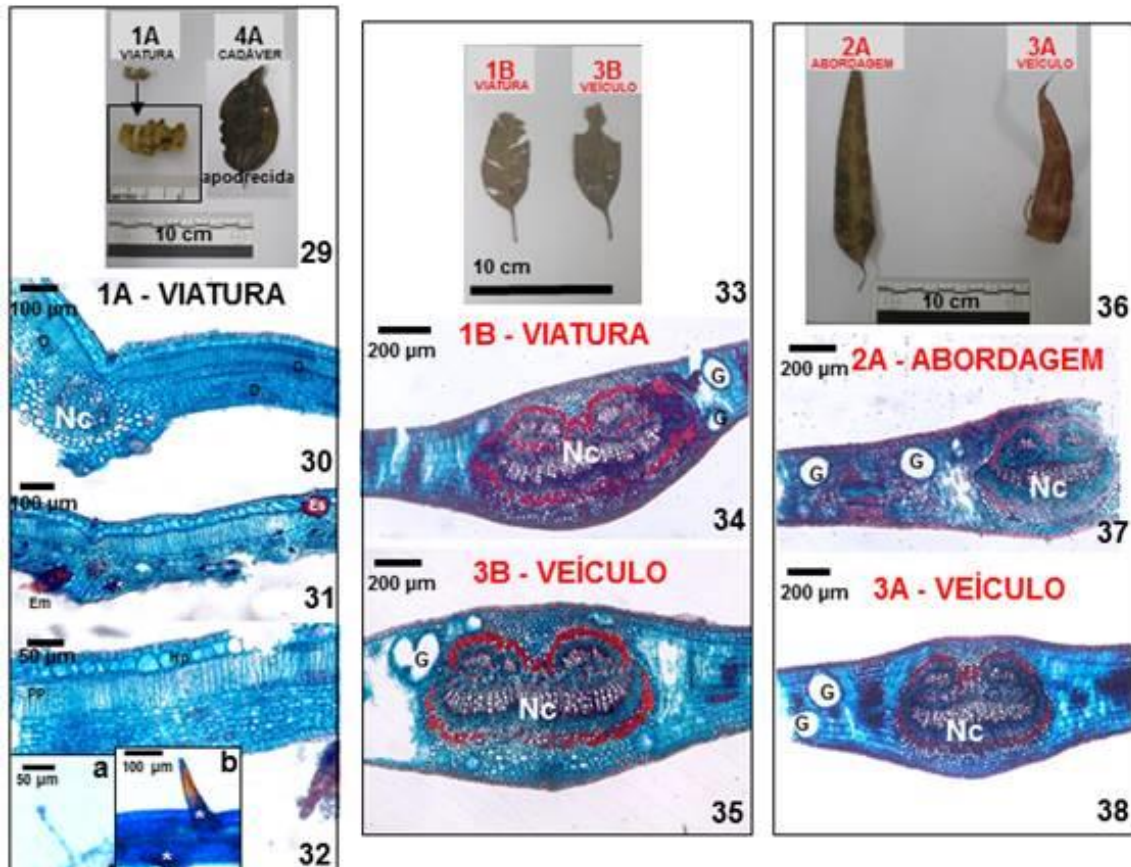 1A
VIATURA
4A
CADÁVER
apodrecida
10 cm
29
100 µm
1A - VIATURA
Nc
30
100 µm
Es
Em
31
50 µm
Hp
PP
a
50 µm
b
100 µm
*
*
32
1B
VIATURA
3B
VEÍCULO
10 cm
33
200 µm
1B - VIATURA
G
G
Nc
34
200 µm
3B - VEÍCULO
G
Nc
35
2A
ABORDAGEM
3A
VEÍCULO
10 cm
36
200 µm
2A - ABORDAGEM
G
G
Nc
37
200 µm
3A - VEÍCULO
G
G
Nc
38